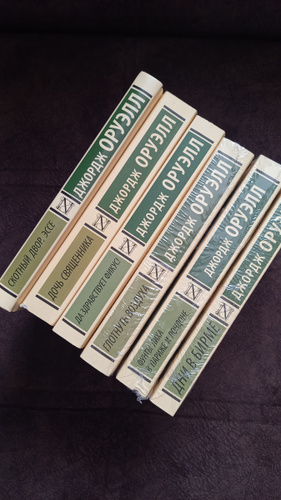 ДЖОРДЖ ОРУЭЛЛ
СКОТНЫЙ ДВОР. ЭССЕ
ДЖОРДЖ ОРУЭЛЛ
ДОЧЬ СВЯЩЕННИКА
ДЖОРДЖ ОРУЭЛЛ
ДА ЗДРАВСТВУЕТ ФИКУС!
ДЖОРДЖ ОРУЭЛЛ
ГЛОТНУТЬ ВОЗДУХА
ДЖОРДЖ ОРУЭЛЛ
ФУНТЫ ЛИХА
В ПАРИЖЕ И ЛОНДОНЕ
ДЖОРДЖ ОРУ
ДНИ В БИРМЕ